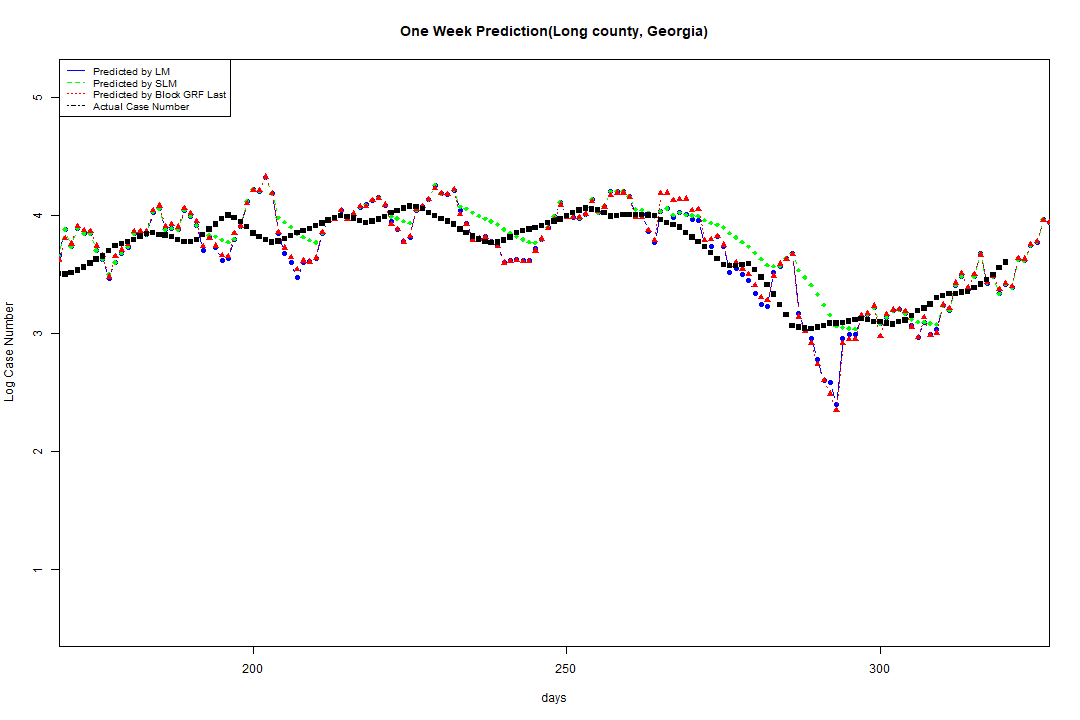 One Week Prediction(Long county, Georgia)
Predicted by LM
Predicted by SLM
Predicted by Block GRF Last
Actual Case Number
5
4
3
2
1
Log Case Number
200 250 300
days